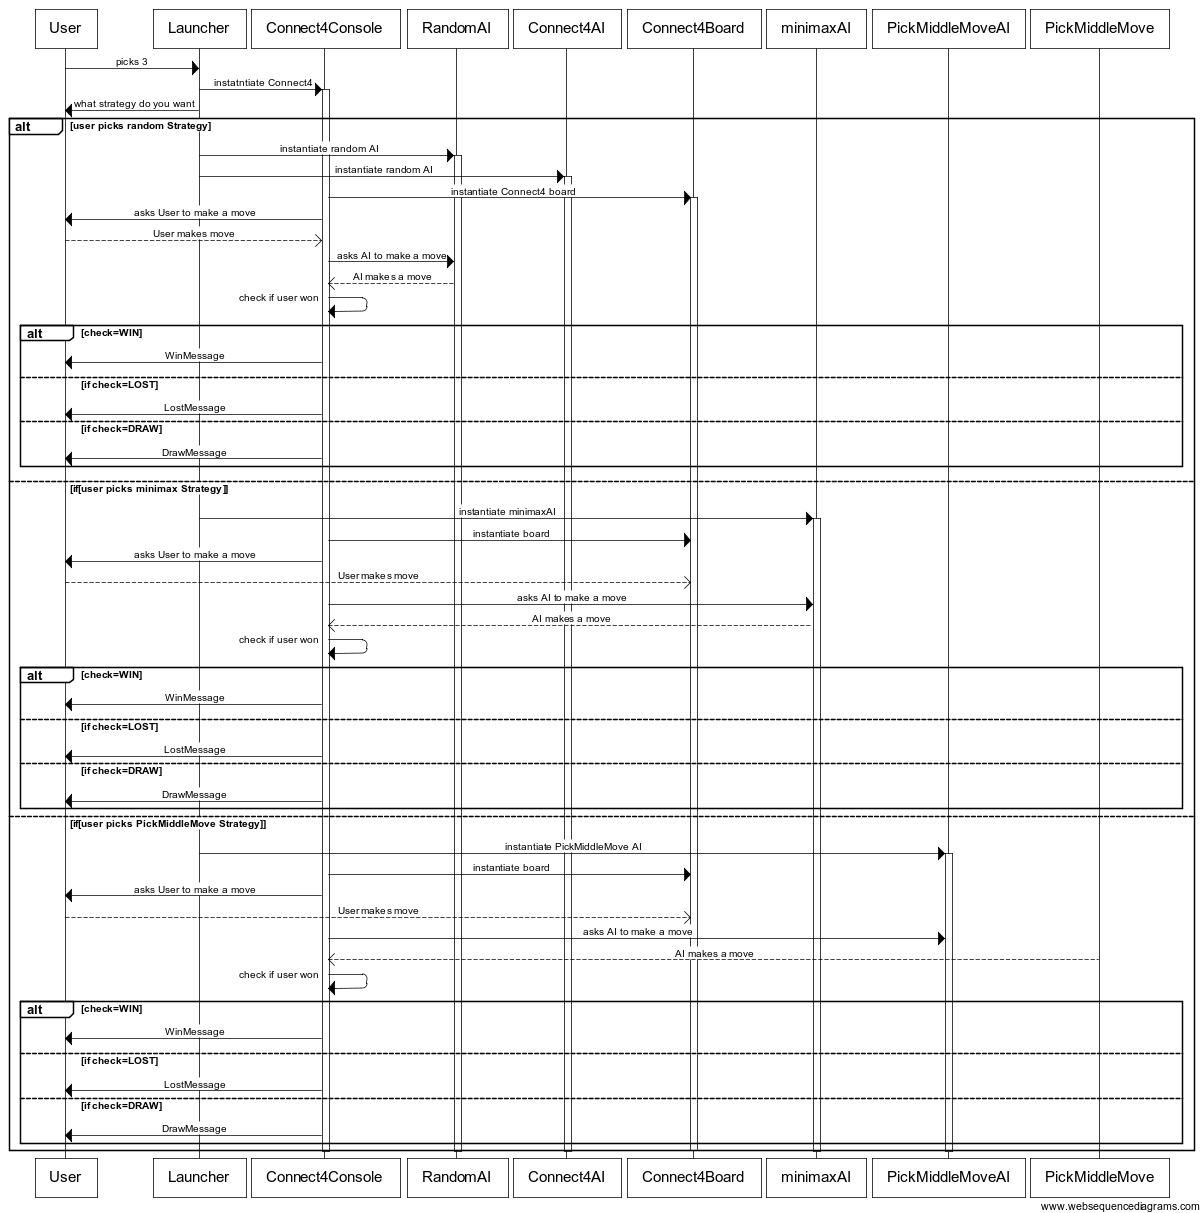 User Launcher Connect4Console RandomAI Connect4AI Connect4Board minimaxAI PickMiddleMoveAI PickMiddleMove
picks 3
instatntiate Connect4
what strategy do you want
alt [user picks random Strategy]
instantiate random AI
instantiate random AI
instantiate Connect4 board
asks User to make a move
User makes move
asks AI to make a move
AI makes a move
check if user won
alt [check=WIN]
WinMessage
[if check=LOST]
LostMessage
[if check=DRAW]
DrawMessage
[if[user picks minimax Strategy]]
instantiate minimaxAI
instantiate board
asks User to make a move
User makes move
asks AI to make a move
AI makes a move
check if user won
alt [check=WIN]
WinMessage
[if check=LOST]
LostMessage
[if check=DRAW]
DrawMessage
[if[user picks PickMiddleMove Strategy]]
instantiate PickMiddleMove AI
instantiate board
asks User to make a move
User makes move
asks AI to make a move
AI makes a move
check if user won
alt [check=WIN]
WinMessage
[if check=LOST]
LostMessage
[if check=DRAW]
DrawMessage
User Launcher Connect4Console RandomAI Connect4AI Connect4Board minimaxAI PickMiddleMoveAI PickMiddleMove
www.websequencediagrams.com